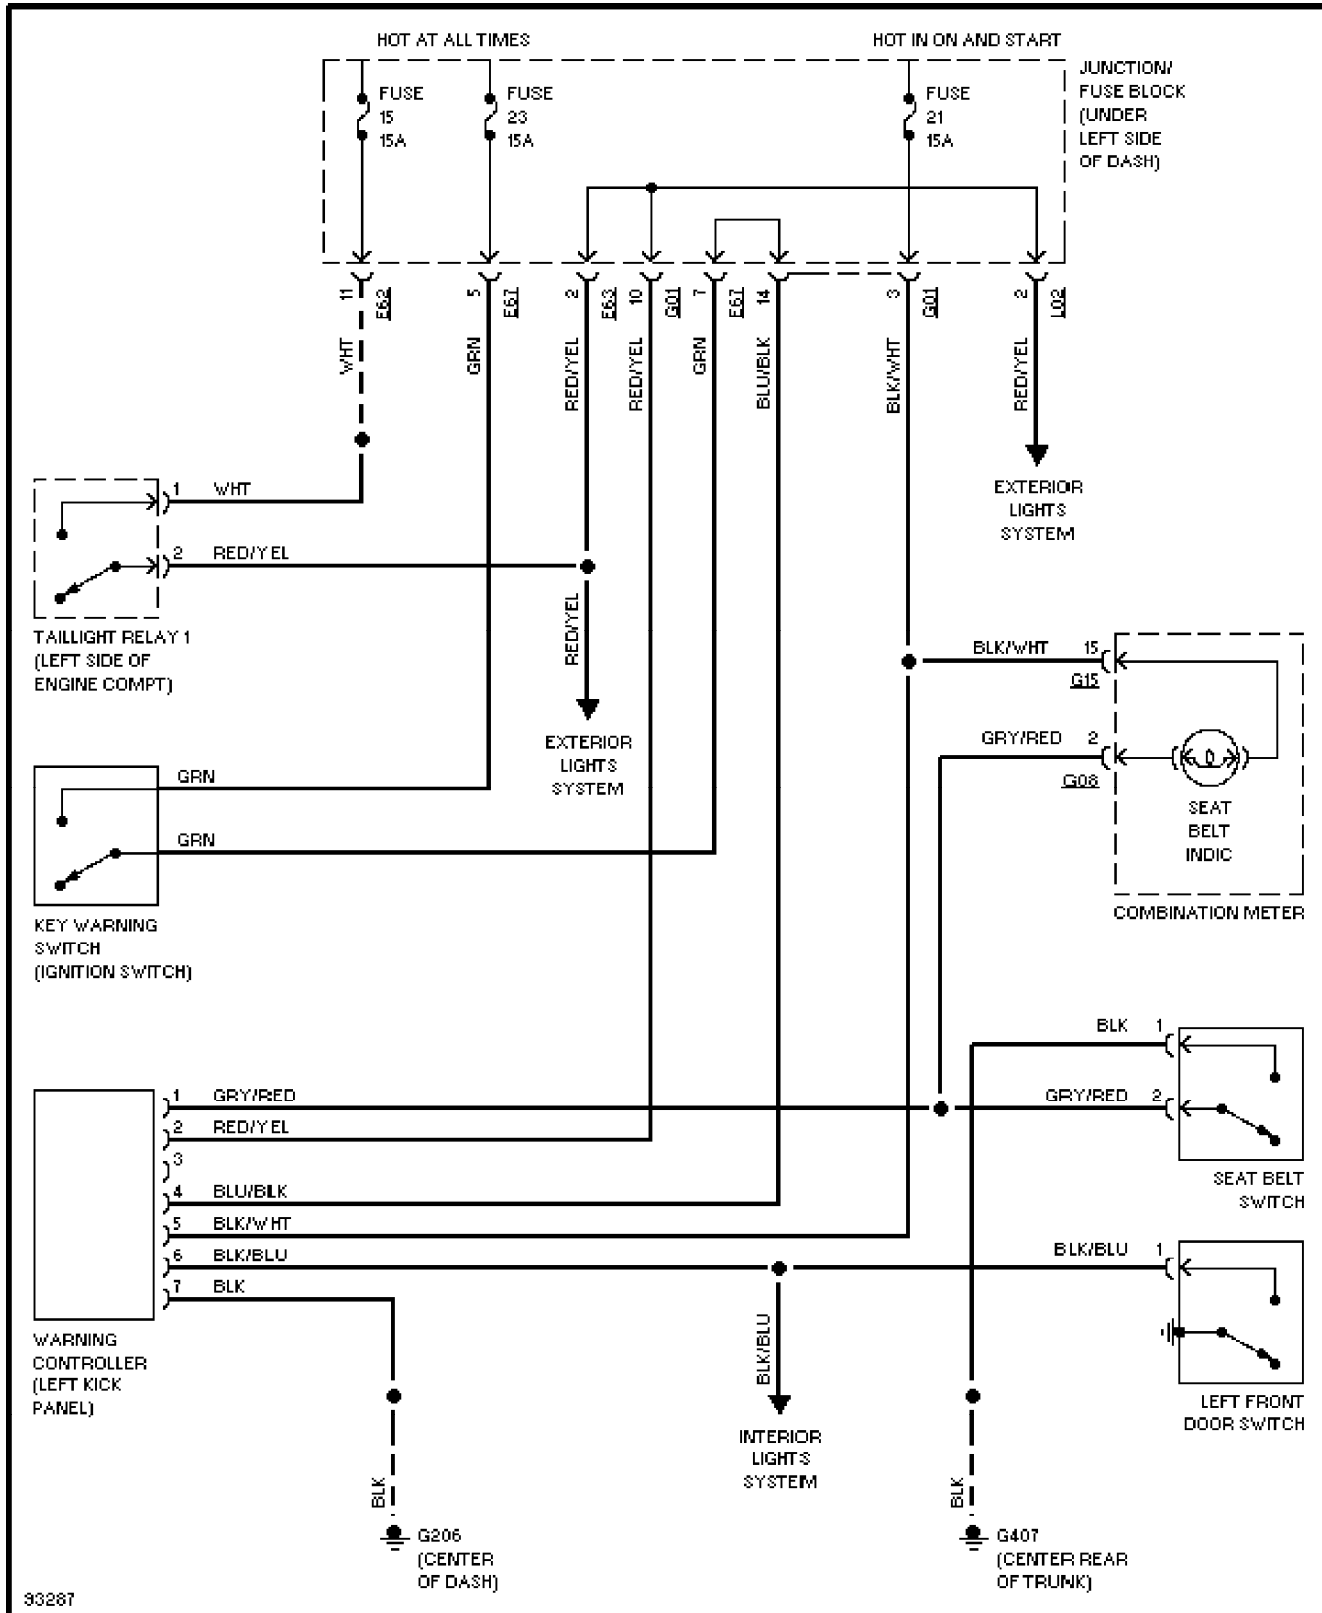 HOT AT ALL TIMES
HOT IN ON AND START
JUNCTION/
FUSE BLOCK
(UNDER
LEFT SIDE
OF DASH)
FUSE
15
15A
FUSE
23
15A
FUSE
21
15A
11
E62
5
E67
2
E63
10
G01
7
E67
14
3
G01
2
L02
WHT
GRN
RED/YEL
RED/YEL
GRN
BLU/BLK
BLK/WHT
RED/YEL
EXTERIOR
LIGHTS
SYSTEM
1
WHT
2
RED/YEL
TAILLIGHT RELAY 1
(LEFT SIDE OF
ENGINE COMPT)
RED/YEL
EXTERIOR
LIGHTS
SYSTEM
BLK/WHT
15
G15
GRY/RED
2
G08
SEAT
BELT
INDIC
COMBINATION METER
GRN
GRN
KEY WARNING
SWITCH
(IGNITION SWITCH)
BLK
1
GRY/RED
2
SEAT BELT
SWITCH
1
GRY/RED
2
RED/YEL
3
4
BLU/BLK
5
BLK/WHT
6
BLK/BLU
7
BLK
WARNING
CONTROLLER
(LEFT KICK
PANEL)
BLK/BLU
1
LEFT FRONT
DOOR SWITCH
BLK/BLU
INTERIOR
LIGHTS
SYSTEM
BLK
G206
(CENTER
OF DASH)
BLK
G407
(CENTER REAR
OF TRUNK)
93287